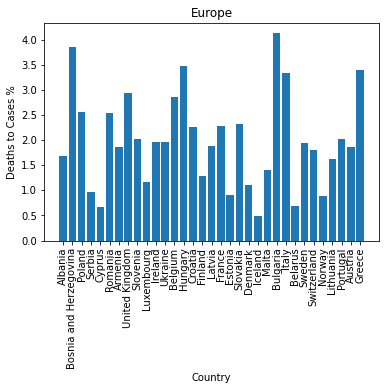 Europe
Deaths to Cases %
4.0
3.5
3.0
2.5
2.0
1.5
1.0
0.5
0.0
Albania
Bosnia and Herzegovina
Poland
Serbia
Cyprus
Romania
Armenia
United Kingdom
Slovenia
Luxembourg
Ireland
Ukraine
Belgium
Hungary
Croatia
Finland
Latvia
France
Estonia
Slovakia
Denmark
Iceland
Malta
Bulgaria
Italy
Belarus
Sweden
Switzerland
Norway
Lithuania
Portugal
Austria
Greece
Country